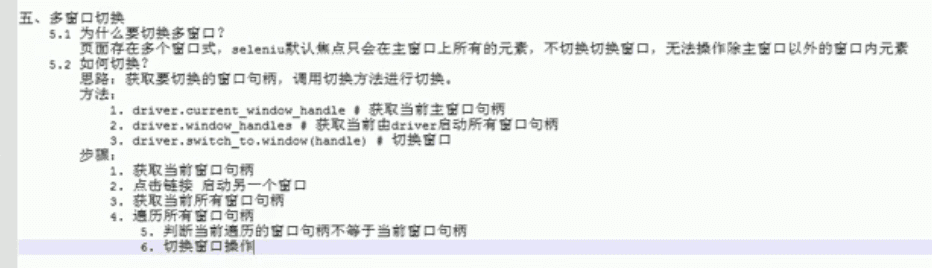 五、多窗口切换
5.1 为什么要切换多窗口?
页面存在多个窗口式，seleniu默认焦点只会在主窗口上所有的元素，不切换切换窗口，无法操作除主窗口以外的窗口内元素
5.2 如何切换?
思路：获取要切换的窗口句柄，调用切换方法进行切换。
方法：
1. driver.current_window_handle # 获取当前主窗口句柄
2. driver.window_handles # 获取当前由driver启动所有窗口句柄
3. driver.switch_to.window(handle) # 切换窗口
步骤：
1. 获取当前窗口句柄
2. 点击链接 启动另一个窗口
3. 获取当前所有窗口句柄
4. 遍历所有窗口句柄
5. 判断当前遍历的窗口句柄不等于当前窗口句柄
6. 切换窗口操作